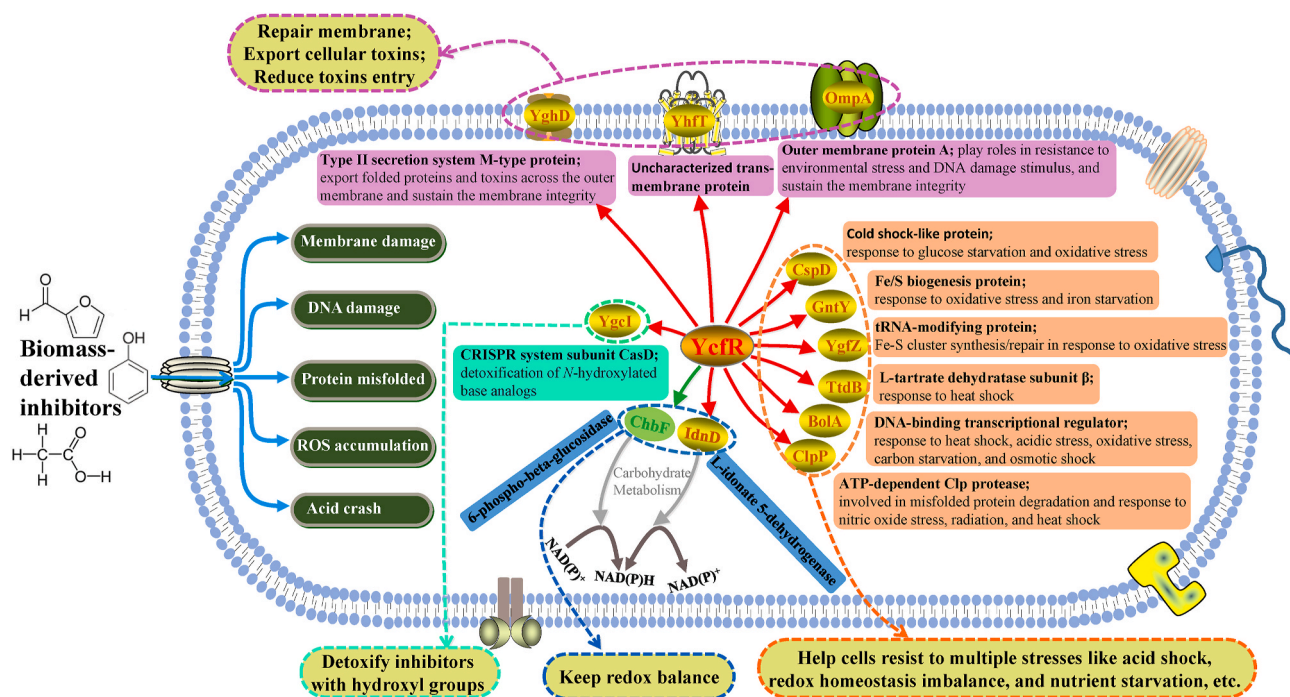 Repair membrane;
Export cellular toxins;
Reduce toxins entry
YghD
YhfT
OmpA
Type II secretion system M-type protein;
export folded proteins and toxins across the outer
membrane and sustain the membrane integrity
Uncharacterized trans-
membrane protein
Outer membrane protein A; play roles in resistance to
environmental stress and DNA damage stimulus, and
sustain the membrane integrity
Membrane damage
DNA damage
Protein misfolded
ROS accumulation
Acid crash
H
O
O
OH
Biomass-
derived
inhibitors
H
O
H
C
C
H
O
H
YcfR
YgcI
CRISPR system subunit CasD;
detoxification of N-hydroxylated
base analogs
ChbF
IdnD
6-phospho-beta-glucosidase
L-idonate 5-dehydrogenase
Carbohydrate
Metabolism
NAD(P)+
NAD(P)H
NAD(P)+
CspD
GntY
YgfZ
TtdB
BolA
ClpP
Cold shock-like protein;
response to glucose starvation and oxidative stress
Fe/S biogenesis protein;
response to oxidative stress and iron starvation
tRNA-modifying protein;
Fe-S cluster synthesis/repair in response to oxidative stress
L-tartrate dehydratase subunit β;
response to heat shock
DNA-binding transcriptional regulator;
response to heat shock, acidic stress, oxidative stress,
carbon starvation, and osmotic shock
ATP-dependent Clp protease;
involved in misfolded protein degradation and response to
nitric oxide stress, radiation, and heat shock
Detoxify inhibitors
with hydroxyl groups
Keep redox balance
Help cells resist to multiple stresses like acid shock,
redox homeostasis imbalance, and nutrient starvation, etc.